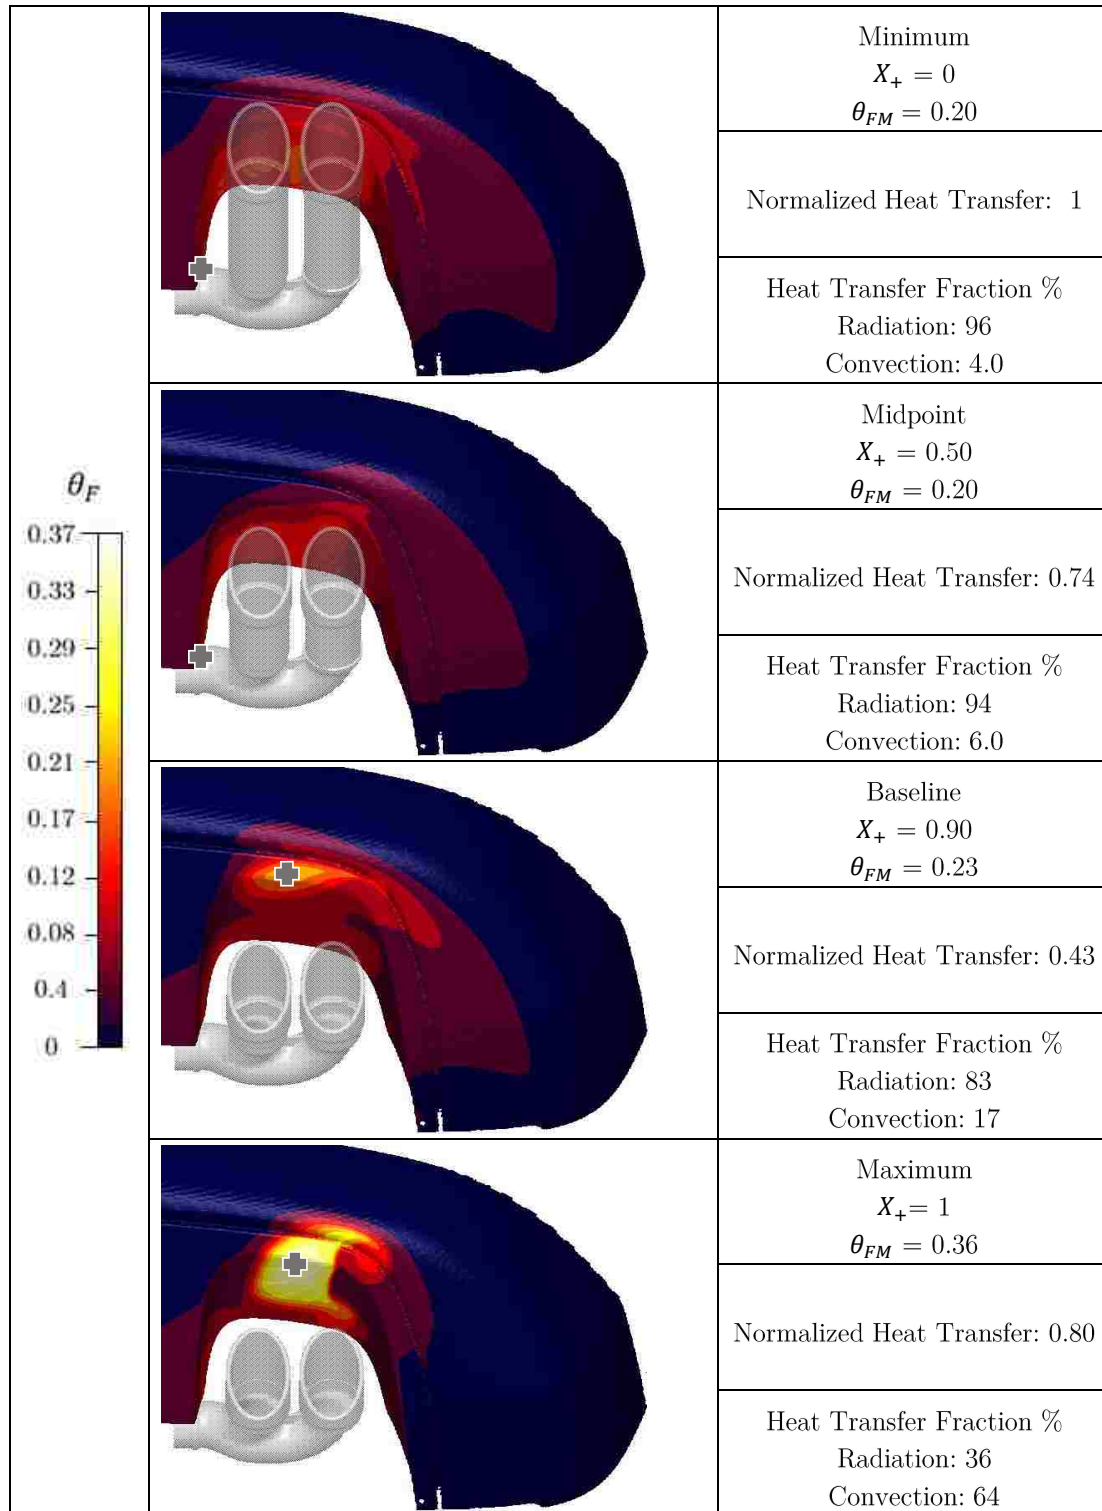 θ_F
0.37
0.33
0.29
0.25
0.21
0.17
0.12
0.08
0.4
0
Minimum
X₊ = 0
θ_FM = 0.20
Normalized Heat Transfer: 1
Heat Transfer Fraction %
Radiation: 96
Convection: 4.0
Midpoint
X₊ = 0.50
θ_FM = 0.20
Normalized Heat Transfer: 0.74
Heat Transfer Fraction %
Radiation: 94
Convection: 6.0
Baseline
X₊ = 0.90
θ_FM = 0.23
Normalized Heat Transfer: 0.43
Heat Transfer Fraction %
Radiation: 83
Convection: 17
Maximum
X₊= 1
θ_FM = 0.36
Normalized Heat Transfer: 0.80
Heat Transfer Fraction %
Radiation: 36
Convection: 64